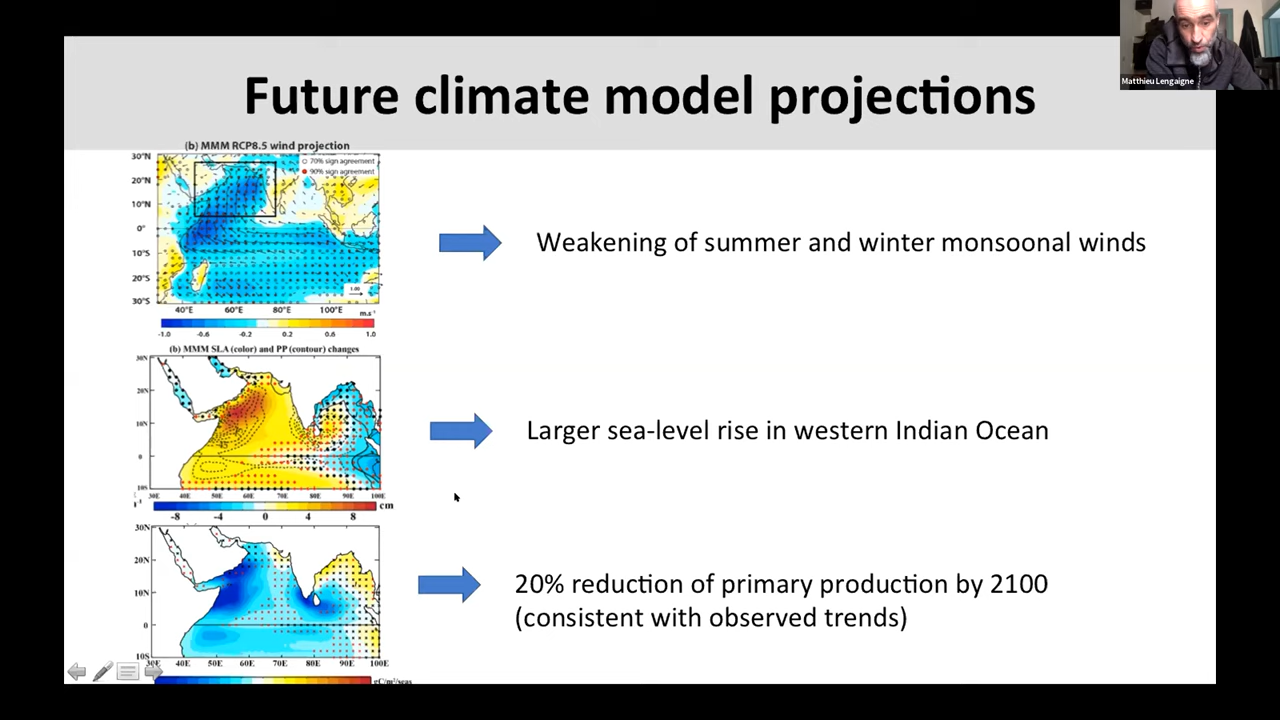 Matthieu Lengaigne
Future climate model projections
(b) MMM RCP8.5 wind projection
70% sign agreement
90% sign agreement
30°N
20°N
10°N
0°
10°S
20°S
30°S
1.00
40°E 60°E 80°E 100°E
m.s⁻¹
-1.0 -0.6 -0.2 0.2 0.6 1.0
Weakening of summer and winter monsoonal winds
(b) MMM SLA (color) and PP (contour) changes
30N
20N
10N
0
10S
30E 40E 50E 60E 70E 80E 90E 100E
cm
-8 -4 0 4 8
Larger sea-level rise in western Indian Ocean
30N
20N
10N
0
10S
30E 40E 50E 60E 70E 80E 90E 100E
gC/m²/seas
20% reduction of primary production by 2100
(consistent with observed trends)